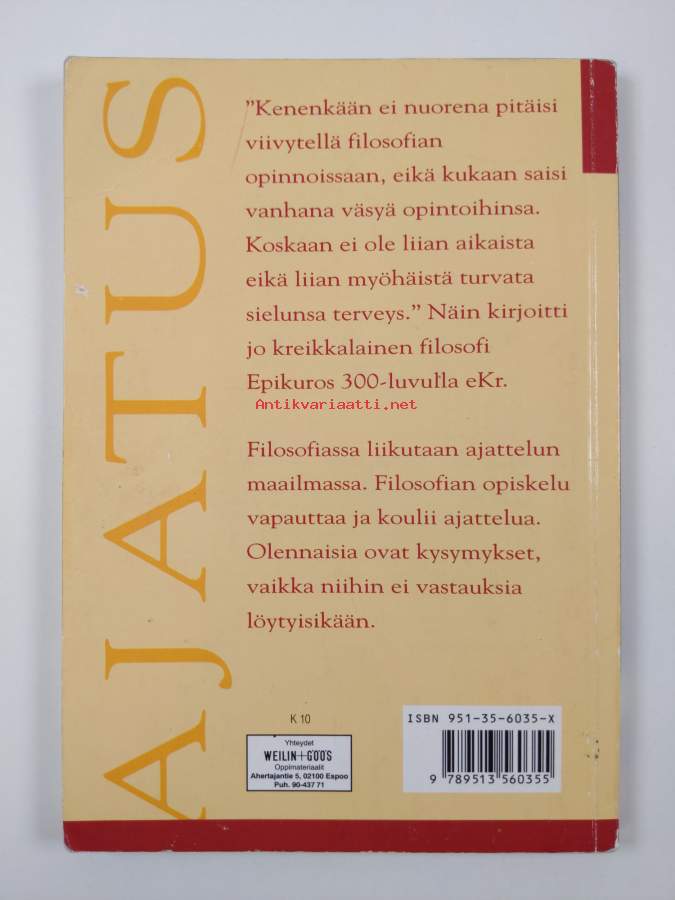 AJATUS
"Kenenkään ei nuorena pitäisi
viivytellä filosofian
opinnoissaan, eikä kukaan saisi
vanhana väsyä opintoihinsa.
Koskaan ei ole liian aikaista
eikä liian myöhäistä turvata
sielunsa terveys." Näin kirjoitti
jo kreikkalainen filosofi
Epikuros 300-luvulla eKr.
Antikvariaatti.net
Filosofiassa liikutaan ajattelun
maailmassa. Filosofian opiskelu
vapauttaa ja koulii ajattelua.
Olennaisia ovat kysymykset,
vaikka niihin ei vastauksia
löytyisikään.
K 10
Yhteydet
WEILIN+GÖÖS
Oppimateriaalit
Ahertajantie 5, 02100 Espoo
Puh. 90-437 71
ISBN 951-35-6035-X
9 789513 560355